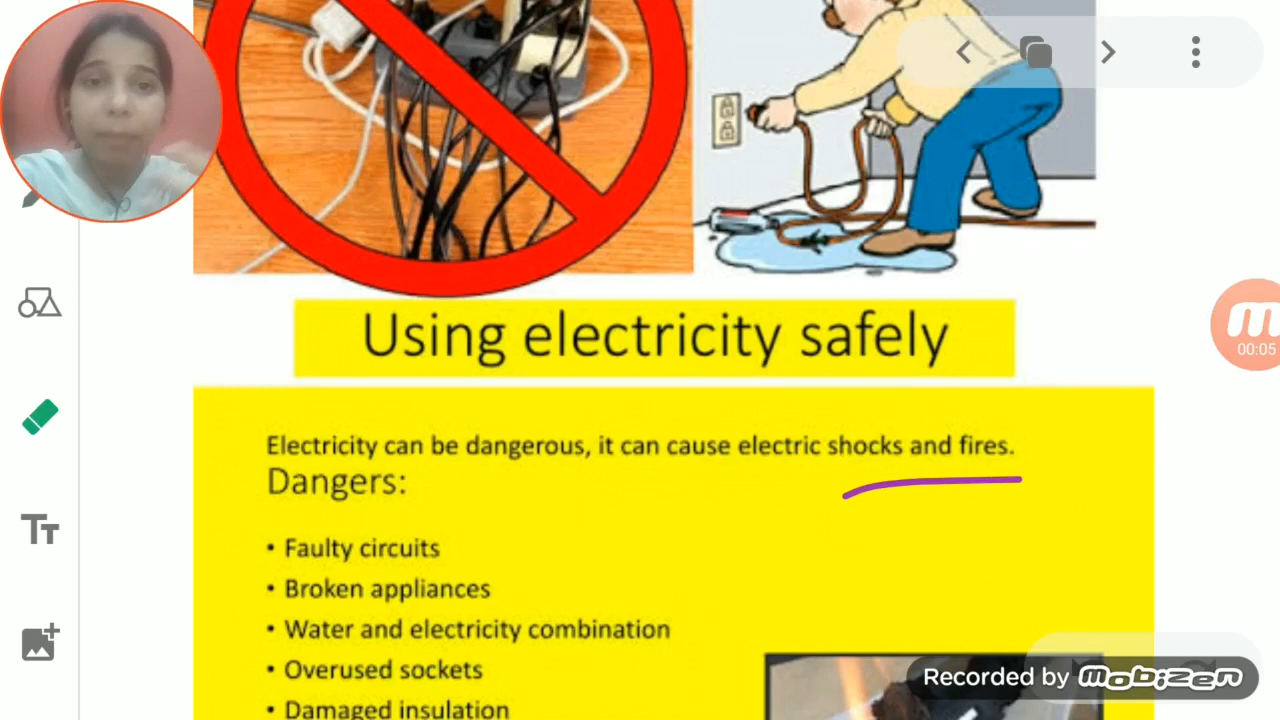 Using electricity safely
Electricity can be dangerous, it can cause electric shocks and fires.
Dangers:
• Faulty circuits
• Broken appliances
• Water and electricity combination
• Overused sockets
• Damaged insulation
TT
00:05
Recorded by mobizen